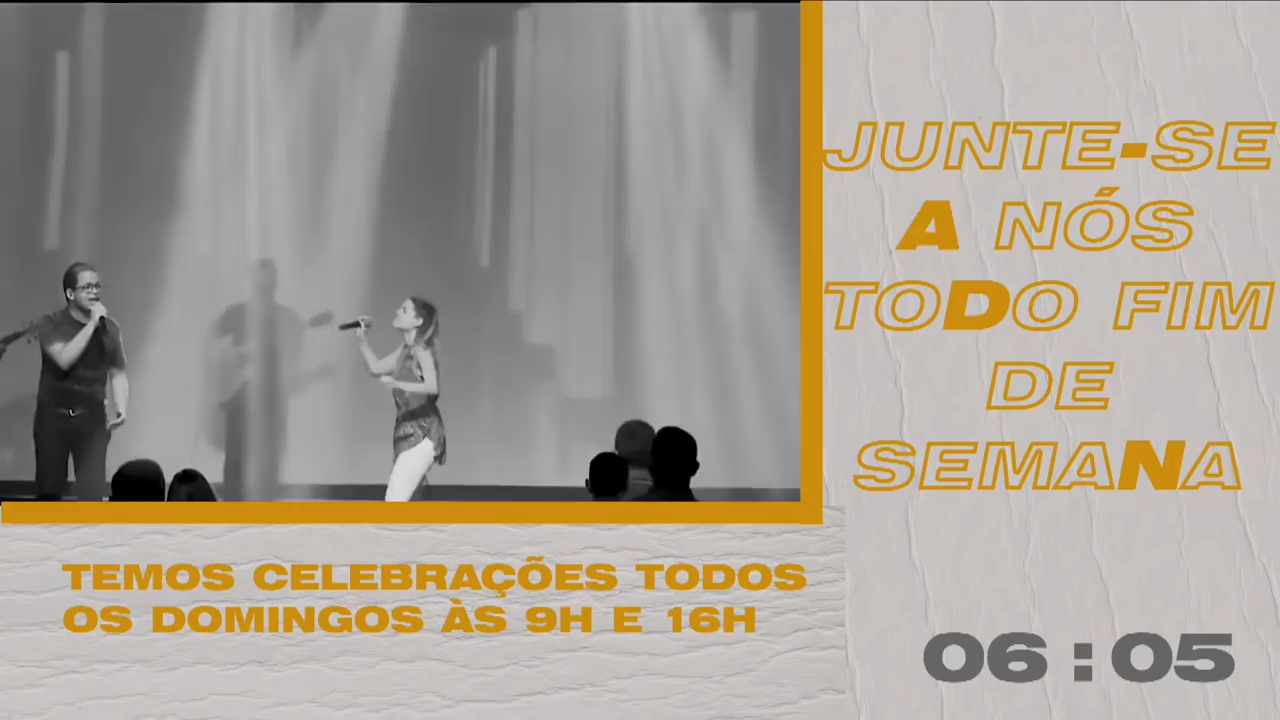 JUNTE-SE
A NÓS
TODO FIM
DE
SEMANA
TEMOS CELEBRAÇÕES TODOS
OS DOMINGOS ÀS 9H E 16H
06:05